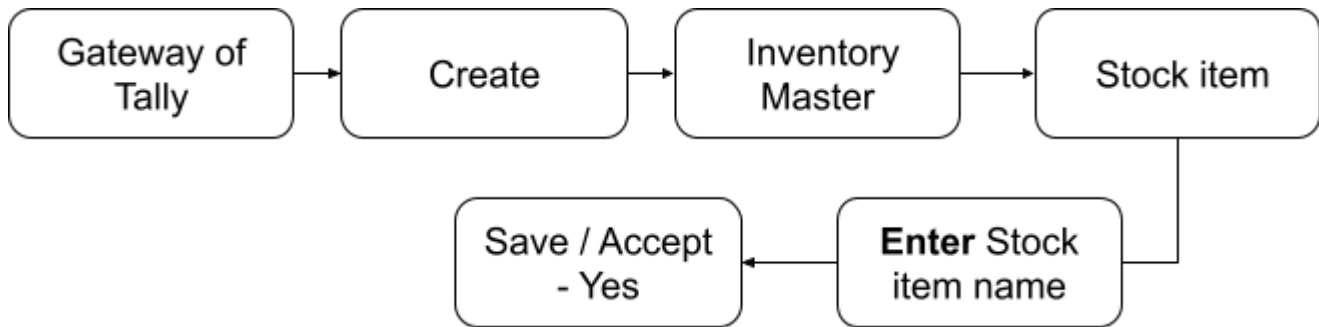 Gateway of
Tally
Create
Inventory
Master
Stock item
Enter Stock
item name
Save / Accept
- Yes